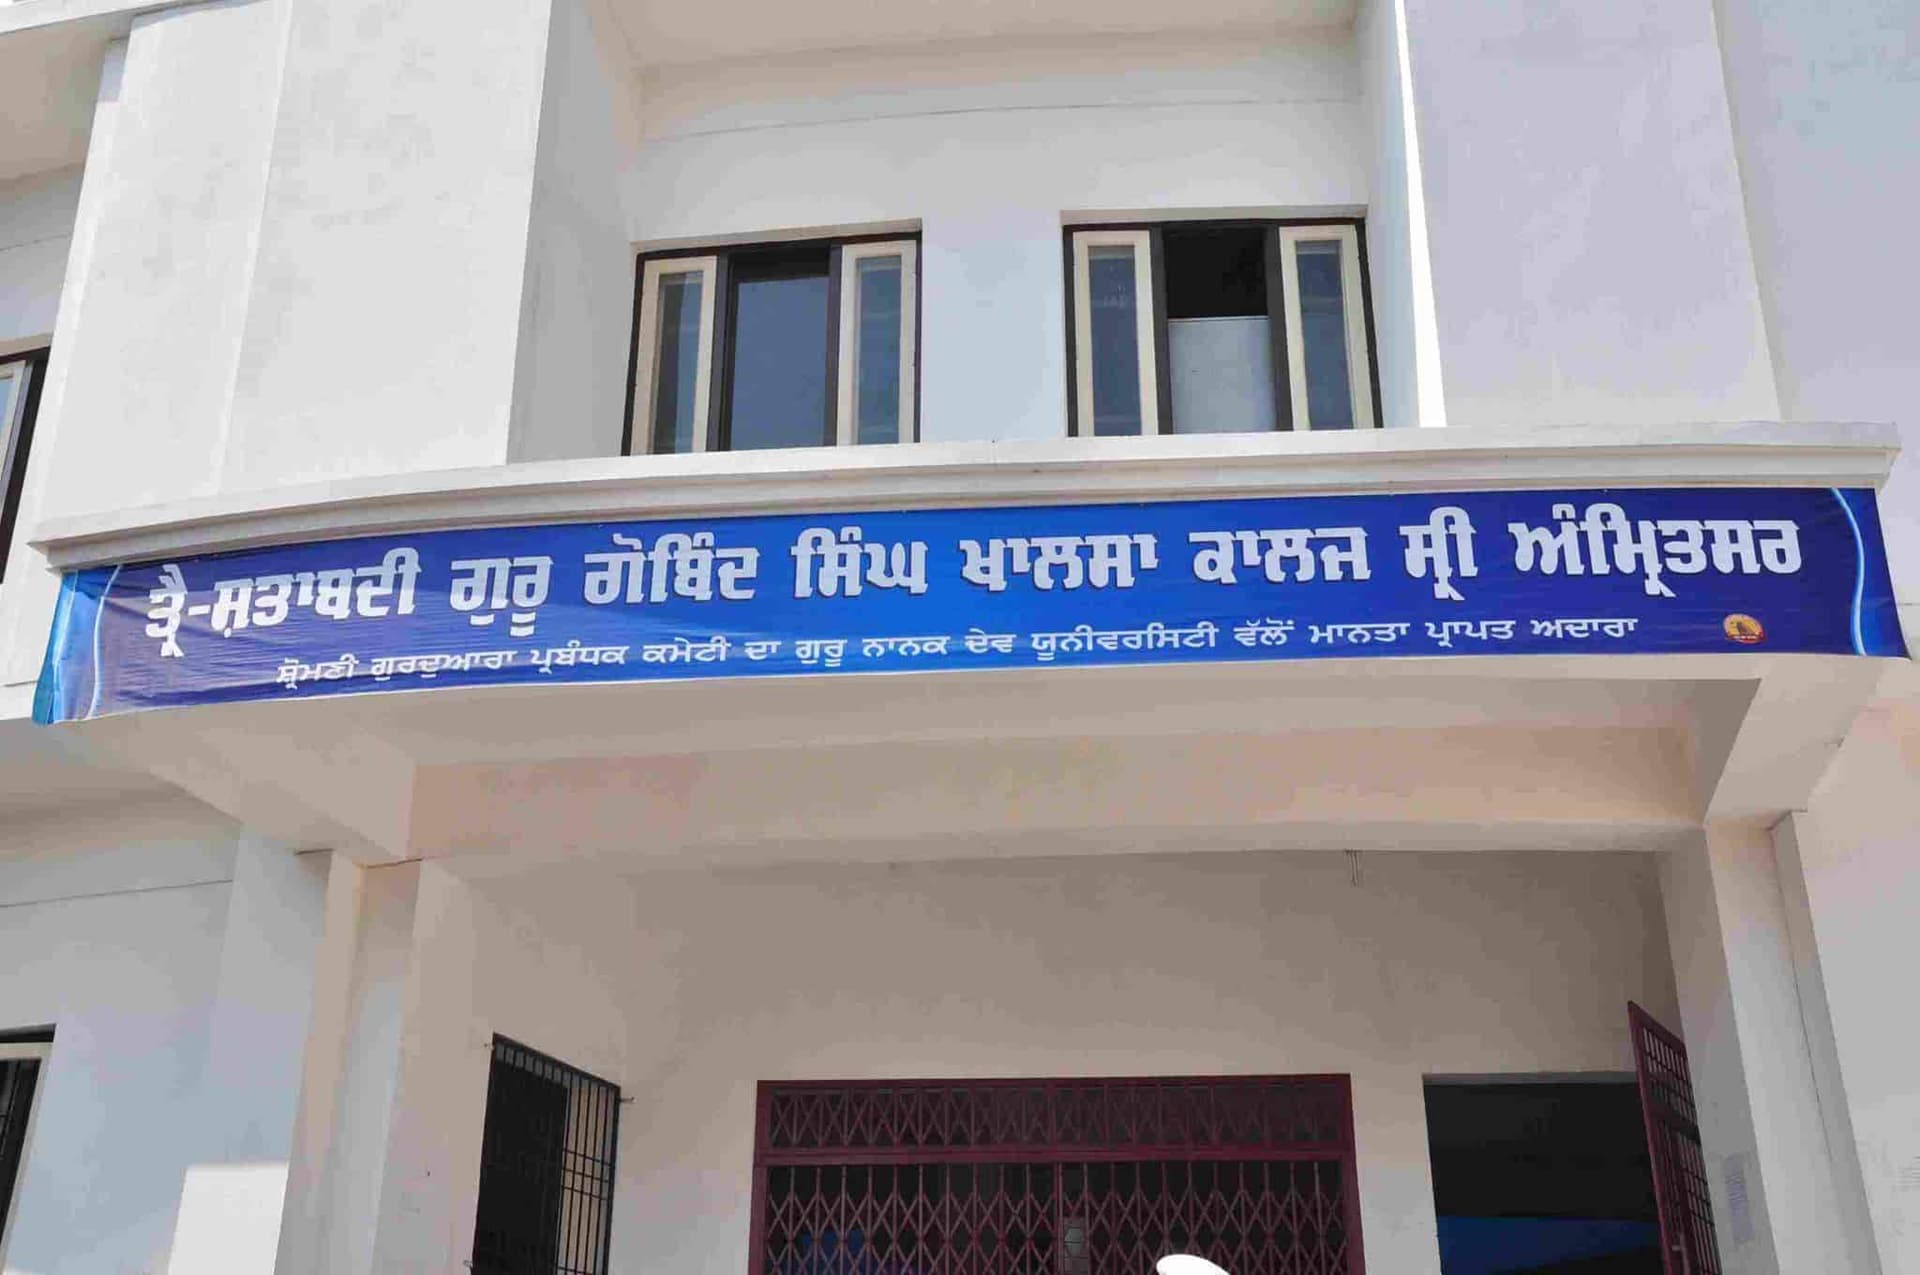 ਤ੍ਰੈ-ਸ਼ਤਾਬਦੀ ਗੁਰੂ ਗੋਬਿੰਦ ਸਿੰਘ ਖਾਲਸਾ ਕਾਲਜ ਸ੍ਰੀ ਅੰਮ੍ਰਿਤਸਰ
ਸ਼੍ਰੋਮਣੀ ਗੁਰਦੁਆਰਾ ਪ੍ਰਬੰਧਕ ਕਮੇਟੀ ਦਾ ਗੁਰੂ ਨਾਨਕ ਦੇਵ ਯੂਨੀਵਰਸਿਟੀ ਵੱਲੋਂ ਮਾਨਤਾ ਪ੍ਰਾਪਤ ਅਦਾਰਾ